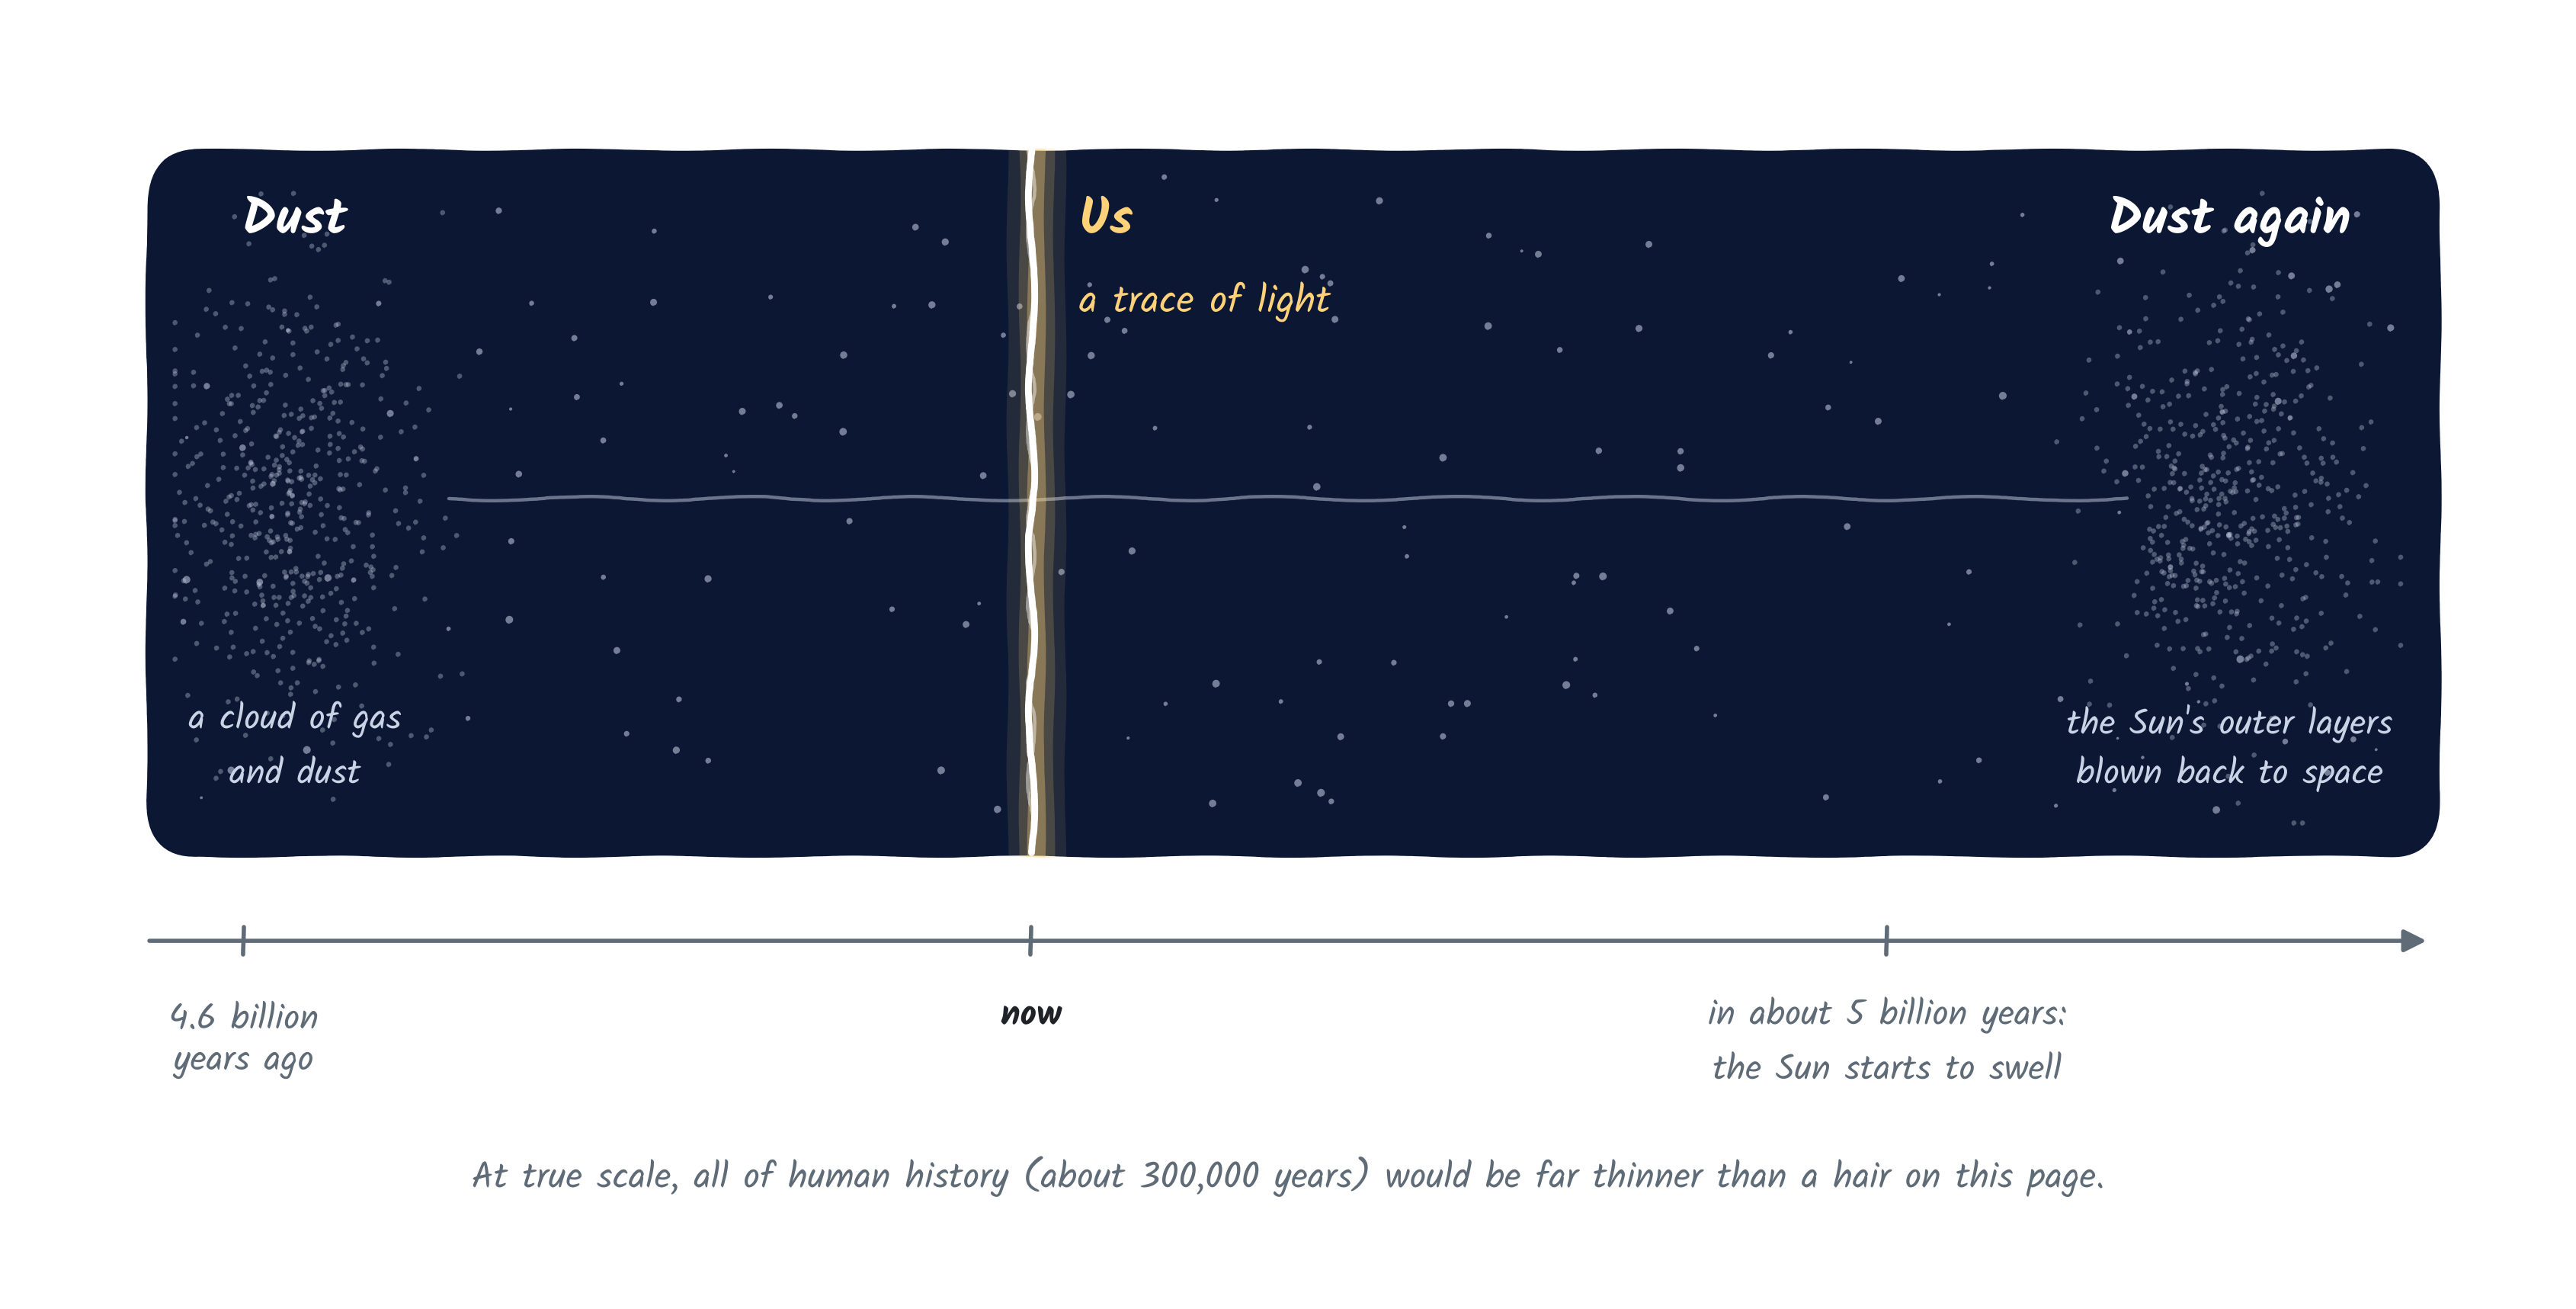 Dust
Us
Dust again
a trace of light
a cloud of gas
and dust
the Sun's outer layers
blown back to space
4.6 billion
years ago
now
in about 5 billion years:
the Sun starts to swell
At true scale, all of human history (about 300,000 years) would be far thinner than a hair on this page.